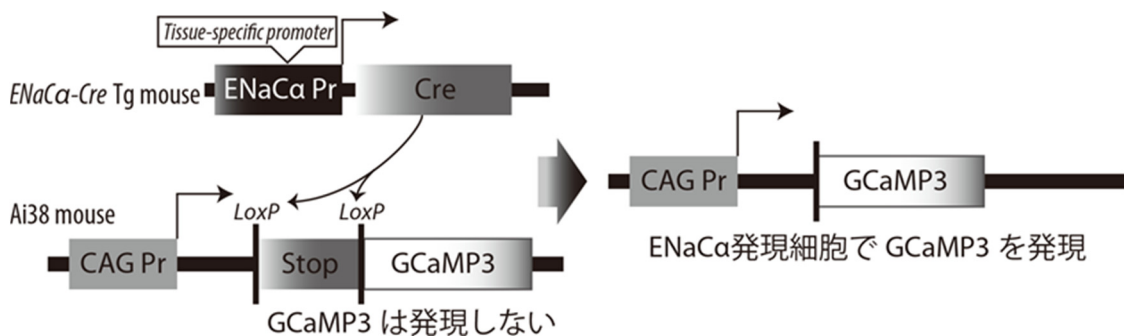 Tissue-specific promoter
ENaCα-Cre Tg mouse
ENaCα Pr
Cre
Ai38 mouse
LoxP
LoxP
CAG Pr
Stop
GCaMP3
GCaMP3 は発現しない
CAG Pr
GCaMP3
ENaCα発現細胞で GCaMP3 を発現